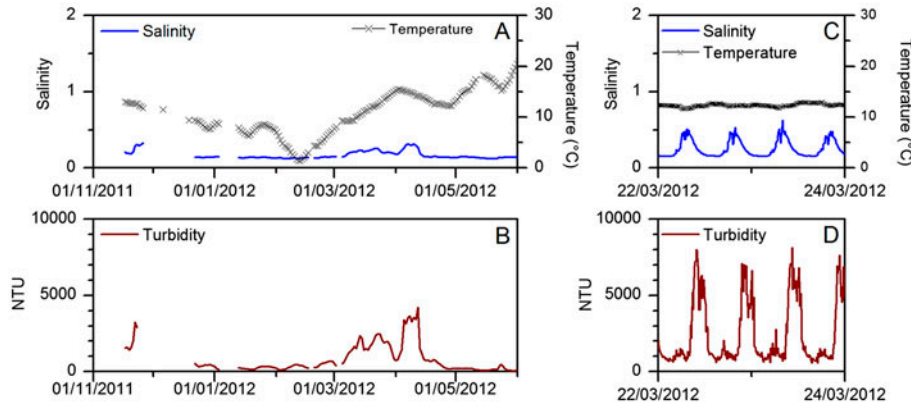 Salinity
Temperature
A
Salinity
Temperature (°C)
2
1
0
30
20
10
0
01/11/2011
01/01/2012
01/03/2012
01/05/2012
Salinity
Temperature
C
Salinity
Temperature (°C)
2
1
0
30
20
10
0
22/03/2012
24/03/2012
Turbidity
B
NTU
10000
5000
0
01/11/2011
01/01/2012
01/03/2012
01/05/2012
Turbidity
D
NTU
10000
5000
0
22/03/2012
24/03/2012